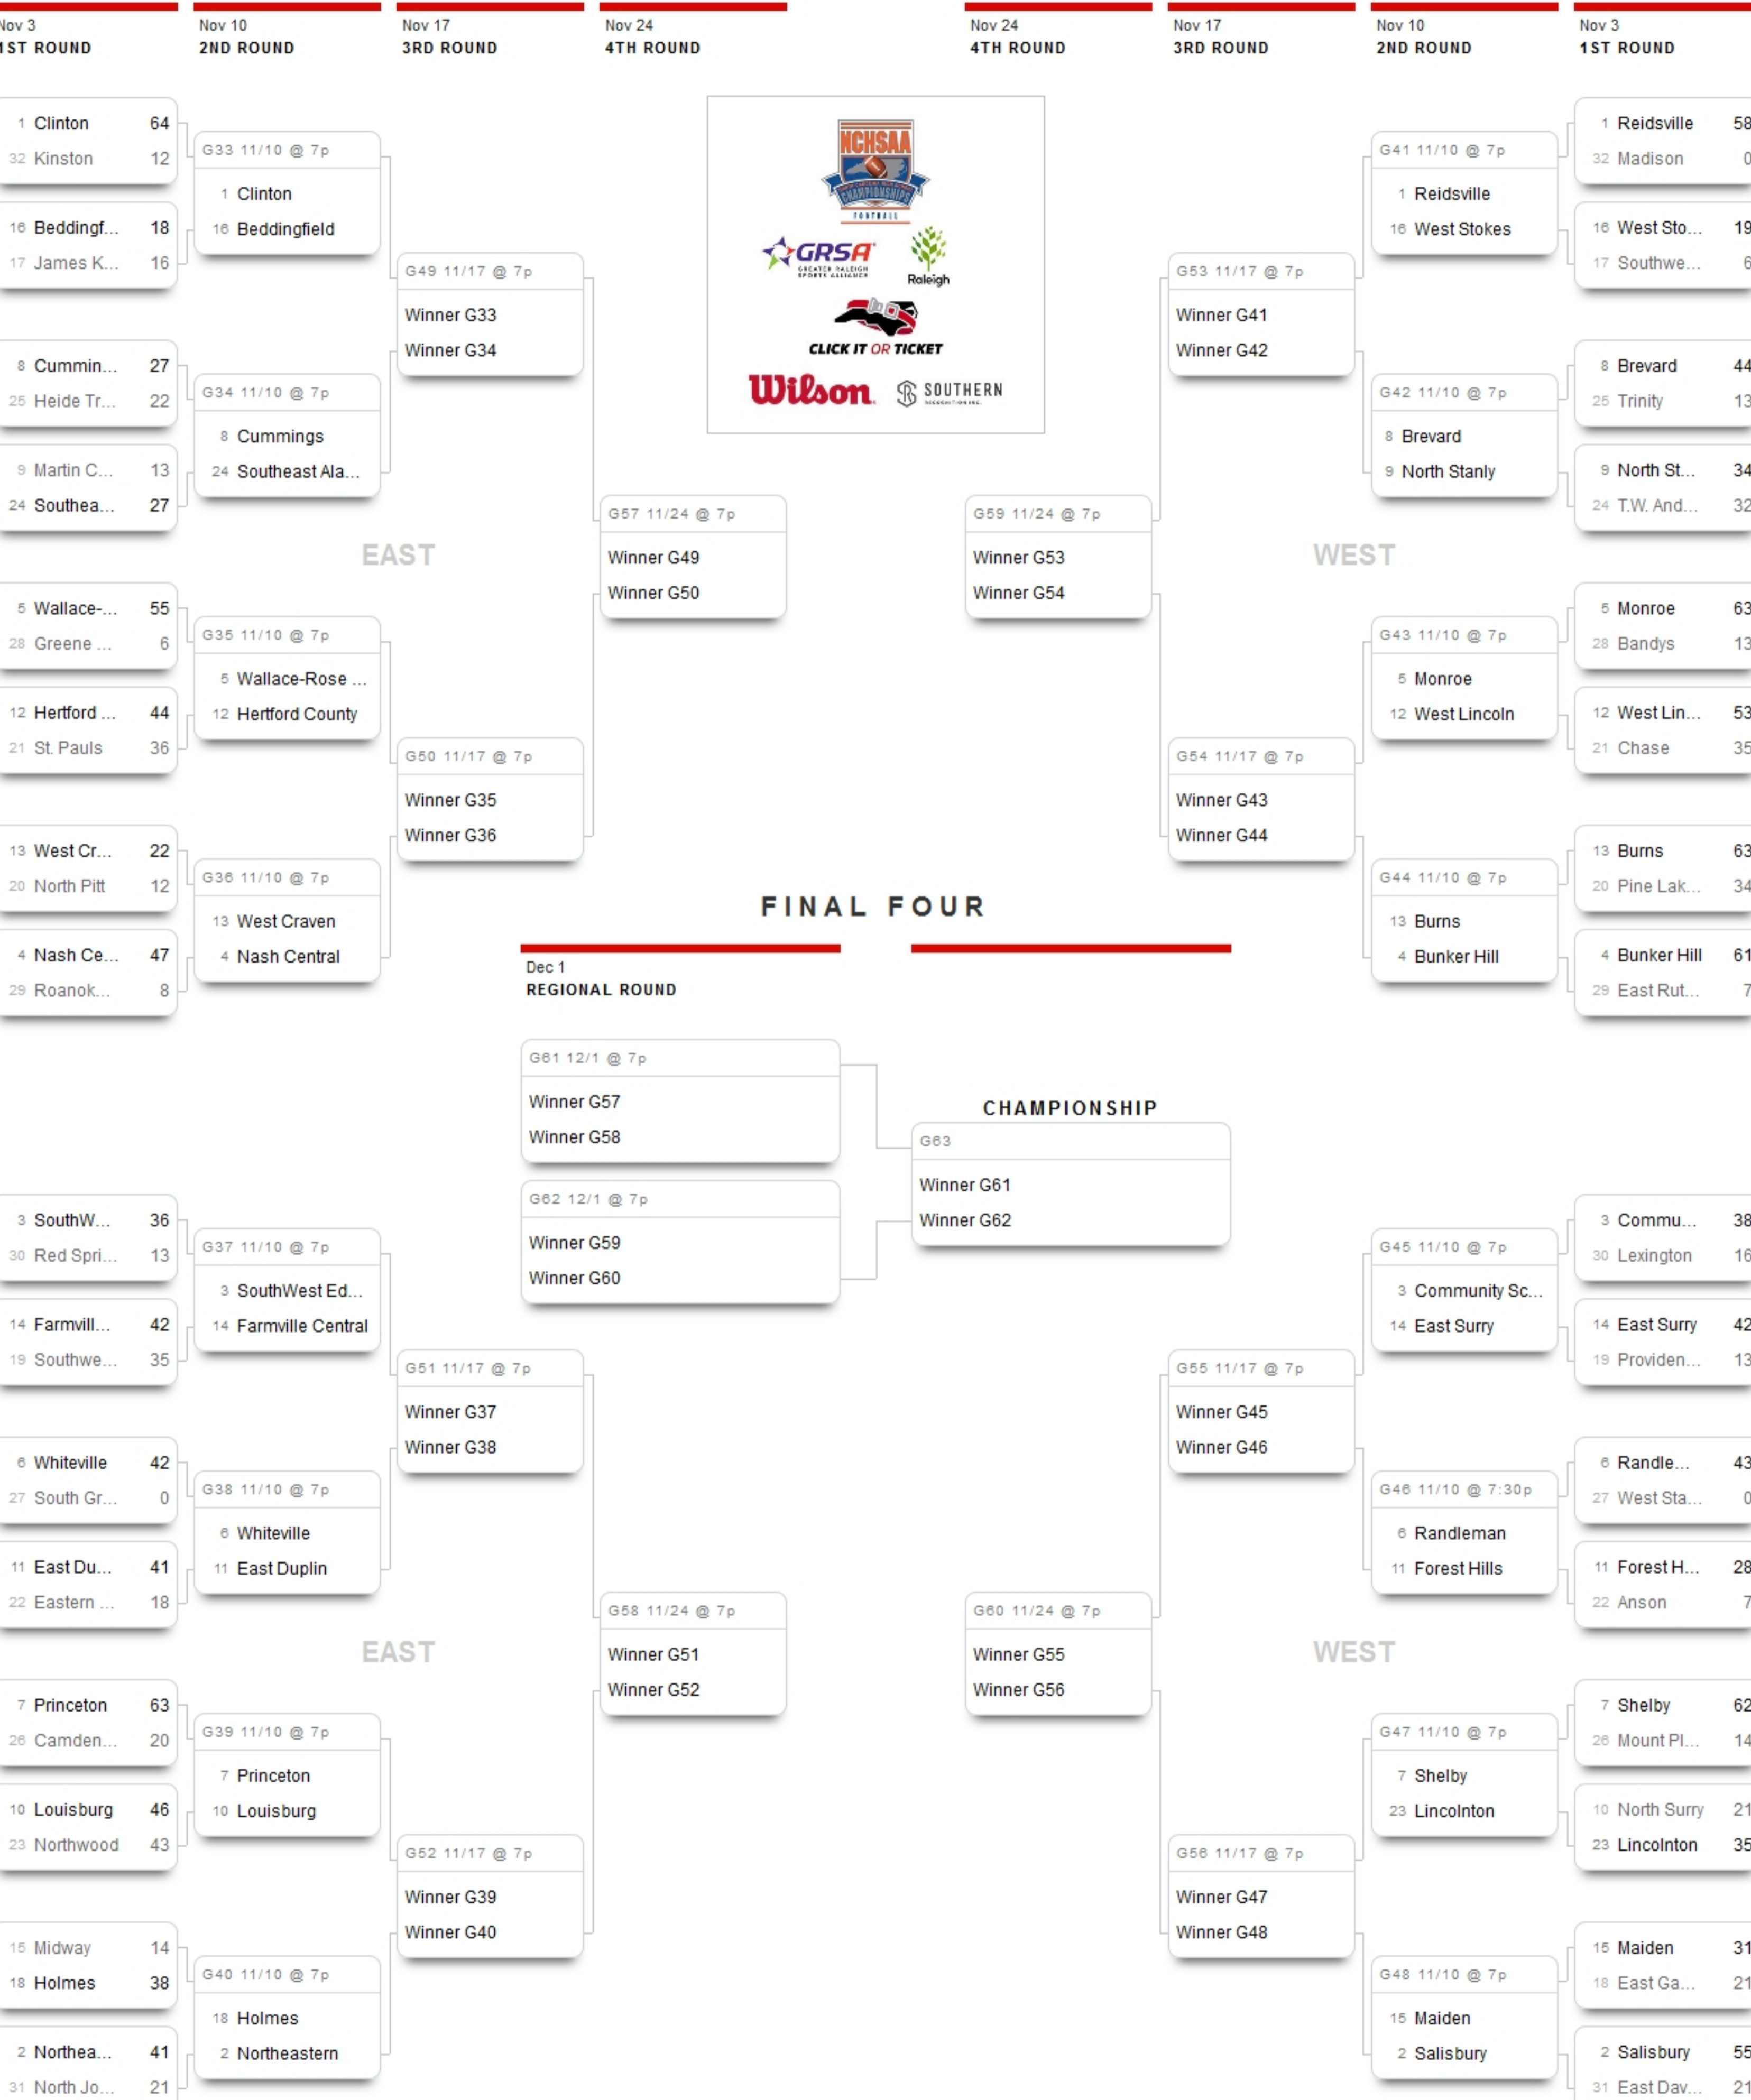 Nov 3
1ST ROUND
Nov 10
2ND ROUND
Nov 17
3RD ROUND
Nov 24
4TH ROUND
Nov 24
4TH ROUND
Nov 17
3RD ROUND
Nov 10
2ND ROUND
Nov 3
1ST ROUND
1 Clinton 64
32 Kinston 12
16 Beddingf... 18
17 James K... 16
8 Cummin... 27
25 Heide Tr... 22
9 Martin C... 13
24 Southea... 27
5 Wallace-... 55
28 Greene ... 6
12 Hertford ... 44
21 St. Pauls 36
13 West Cr... 22
20 North Pitt 12
4 Nash Ce... 47
29 Roanok... 8
G33 11/10 @ 7p
1 Clinton
16 Beddingfield
G34 11/10 @ 7p
8 Cummings
24 Southeast Ala...
G35 11/10 @ 7p
5 Wallace-Rose ...
12 Hertford County
G36 11/10 @ 7p
13 West Craven
4 Nash Central
G49 11/17 @ 7p
Winner G33
Winner G34
G50 11/17 @ 7p
Winner G35
Winner G36
EAST
G57 11/24 @ 7p
Winner G49
Winner G50
NCHSAA
CHAMPIONSHIPS
FOOTBALL
GRSA
GREATER RALEIGH
SPORTS ALLIANCE
Raleigh
CLICK IT OR TICKET
Wilson
SOUTHERN
RECOGNITION INC.
G59 11/24 @ 7p
Winner G53
Winner G54
WEST
G53 11/17 @ 7p
Winner G41
Winner G42
G54 11/17 @ 7p
Winner G43
Winner G44
G41 11/10 @ 7p
1 Reidsville
16 West Stokes
G42 11/10 @ 7p
8 Brevard
9 North Stanly
G43 11/10 @ 7p
5 Monroe
12 West Lincoln
G44 11/10 @ 7p
13 Burns
4 Bunker Hill
1 Reidsville 58
32 Madison 0
16 West Sto... 19
17 Southwe... 6
8 Brevard 44
25 Trinity 13
9 North St... 34
24 T.W. And... 32
5 Monroe 63
28 Bandys 13
12 West Lin... 53
21 Chase 35
13 Burns 63
20 Pine Lak... 34
4 Bunker Hill 61
29 East Rut... 7
FINAL FOUR
Dec 1
REGIONAL ROUND
G61 12/1 @ 7p
Winner G57
Winner G58
G62 12/1 @ 7p
Winner G59
Winner G60
CHAMPIONSHIP
G63
Winner G61
Winner G62
3 SouthW... 36
30 Red Spri... 13
14 Farmvill... 42
19 Southwe... 35
6 Whiteville 42
27 South Gr... 0
11 East Du... 41
22 Eastern ... 18
7 Princeton 63
26 Camden... 20
10 Louisburg 46
23 Northwood 43
15 Midway 14
18 Holmes 38
2 Northea... 41
31 North Jo... 21
G37 11/10 @ 7p
3 SouthWest Ed...
14 Farmville Central
G38 11/10 @ 7p
6 Whiteville
11 East Duplin
G39 11/10 @ 7p
7 Princeton
10 Louisburg
G40 11/10 @ 7p
18 Holmes
2 Northeastern
G51 11/17 @ 7p
Winner G37
Winner G38
G52 11/17 @ 7p
Winner G39
Winner G40
EAST
G58 11/24 @ 7p
Winner G51
Winner G52
G60 11/24 @ 7p
Winner G55
Winner G56
WEST
G55 11/17 @ 7p
Winner G45
Winner G46
G56 11/17 @ 7p
Winner G47
Winner G48
G45 11/10 @ 7p
3 Community Sc...
14 East Surry
G46 11/10 @ 7:30p
6 Randleman
11 Forest Hills
G47 11/10 @ 7p
7 Shelby
23 Lincolnton
G48 11/10 @ 7p
15 Maiden
2 Salisbury
3 Commu... 38
30 Lexington 16
14 East Surry 42
19 Providen... 13
6 Randle... 43
27 West Sta... 0
11 Forest H... 28
22 Anson 7
7 Shelby 62
26 Mount Pl... 14
10 North Surry 21
23 Lincolnton 35
15 Maiden 31
18 East Ga... 21
2 Salisbury 55
31 East Dav... 21